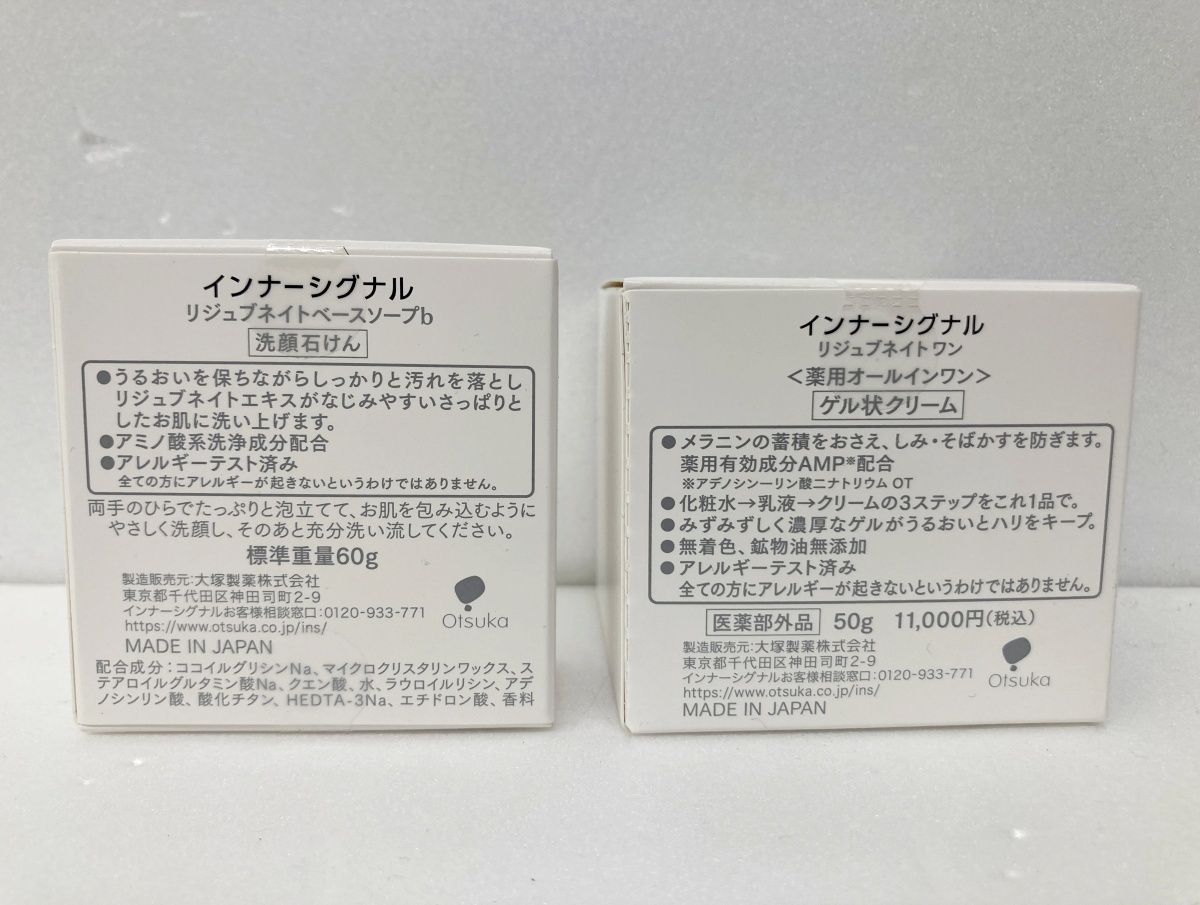 インナーシグナル
リジュブネイトベースソープb
洗顔石けん
●うるおいを保ちながらしっかりと汚れを落とし
リジュブネイトエキスがなじみやすいさっぱりと
したお肌に洗い上げます。
●アミノ酸系洗浄成分配合
●アレルギーテスト済み
全ての方にアレルギーが起きないというわけではありません。
両手のひらでたっぷりと泡立てて、お肌を包み込むように
やさしく洗顔し、そのあと充分洗い流してください。
標準重量60g
製造販売元:大塚製薬株式会社
東京都千代田区神田司町2-9
インナーシグナルお客様相談窓口:0120-933-771
https://www.otsuka.co.jp/ins/
MADE IN JAPAN
Otsuka
配合成分:ココイルグリシンNa、マイクロクリスタリンワックス、ス
テアロイルグルタミン酸Na、クエン酸、水、ラウロイルリシン、アデ
ノシンリン酸、酸化チタン、HEDTA-3Na、エチドロン酸、香料
インナーシグナル
リジュブネイトワン
<薬用オールインワン>
ゲル状クリーム
●メラニンの蓄積をおさえ、しみ・そばかすを防ぎます。
薬用有効成分AMP※配合
※アデノシン一リン酸二ナトリウム OT
●化粧水→乳液→クリームの3ステップをこれ1品で。
●みずみずしく濃厚なゲルがうるおいとハリをキープ。
●無着色、鉱物油無添加
●アレルギーテスト済み
全ての方にアレルギーが起きないというわけではありません。
医薬部外品 50g 11,000円(税込)
製造販売元:大塚製薬株式会社
東京都千代田区神田司町2-9
インナーシグナルお客様相談窓口:0120-933-771
https://www.otsuka.co.jp/ins/
MADE IN JAPAN
Otsuka